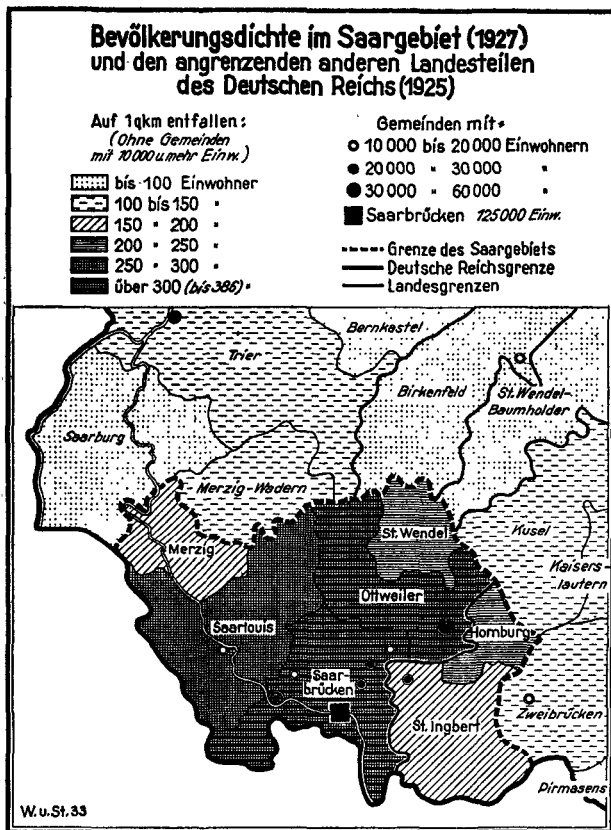 Bevölkerungsdichte im Saargebiet (1927)
und den angrenzenden anderen Landesteilen
des Deutschen Reichs (1925)
Auf 1qkm entfallen:
(Ohne Gemeinden
mit 10000 u. mehr Einw.)
bis 100 Einwohner
100 bis 150 "
150 " 200 "
200 " 250 "
250 " 300 "
über 300 (bis 386) "
Gemeinden mit:
10 000 bis 20 000 Einwohnern
20 000 " 30 000 "
30 000 " 60 000 "
Saarbrücken 125000 Einw.
Grenze des Saargebiets
Deutsche Reichsgrenze
Landesgrenzen
Bernkastel
Trier
Birkenfeld
St. Wendel-
Baumholder
Saarburg
Merzig-Wadern
St. Wendel
Kusel
Merzig
Kaisers-
lautern
Ottweiler
Saarlouis
Homburg
Saar-
brücken
St. Ingbert
Zweibrücken
Pirmasens
W. u. St. 33